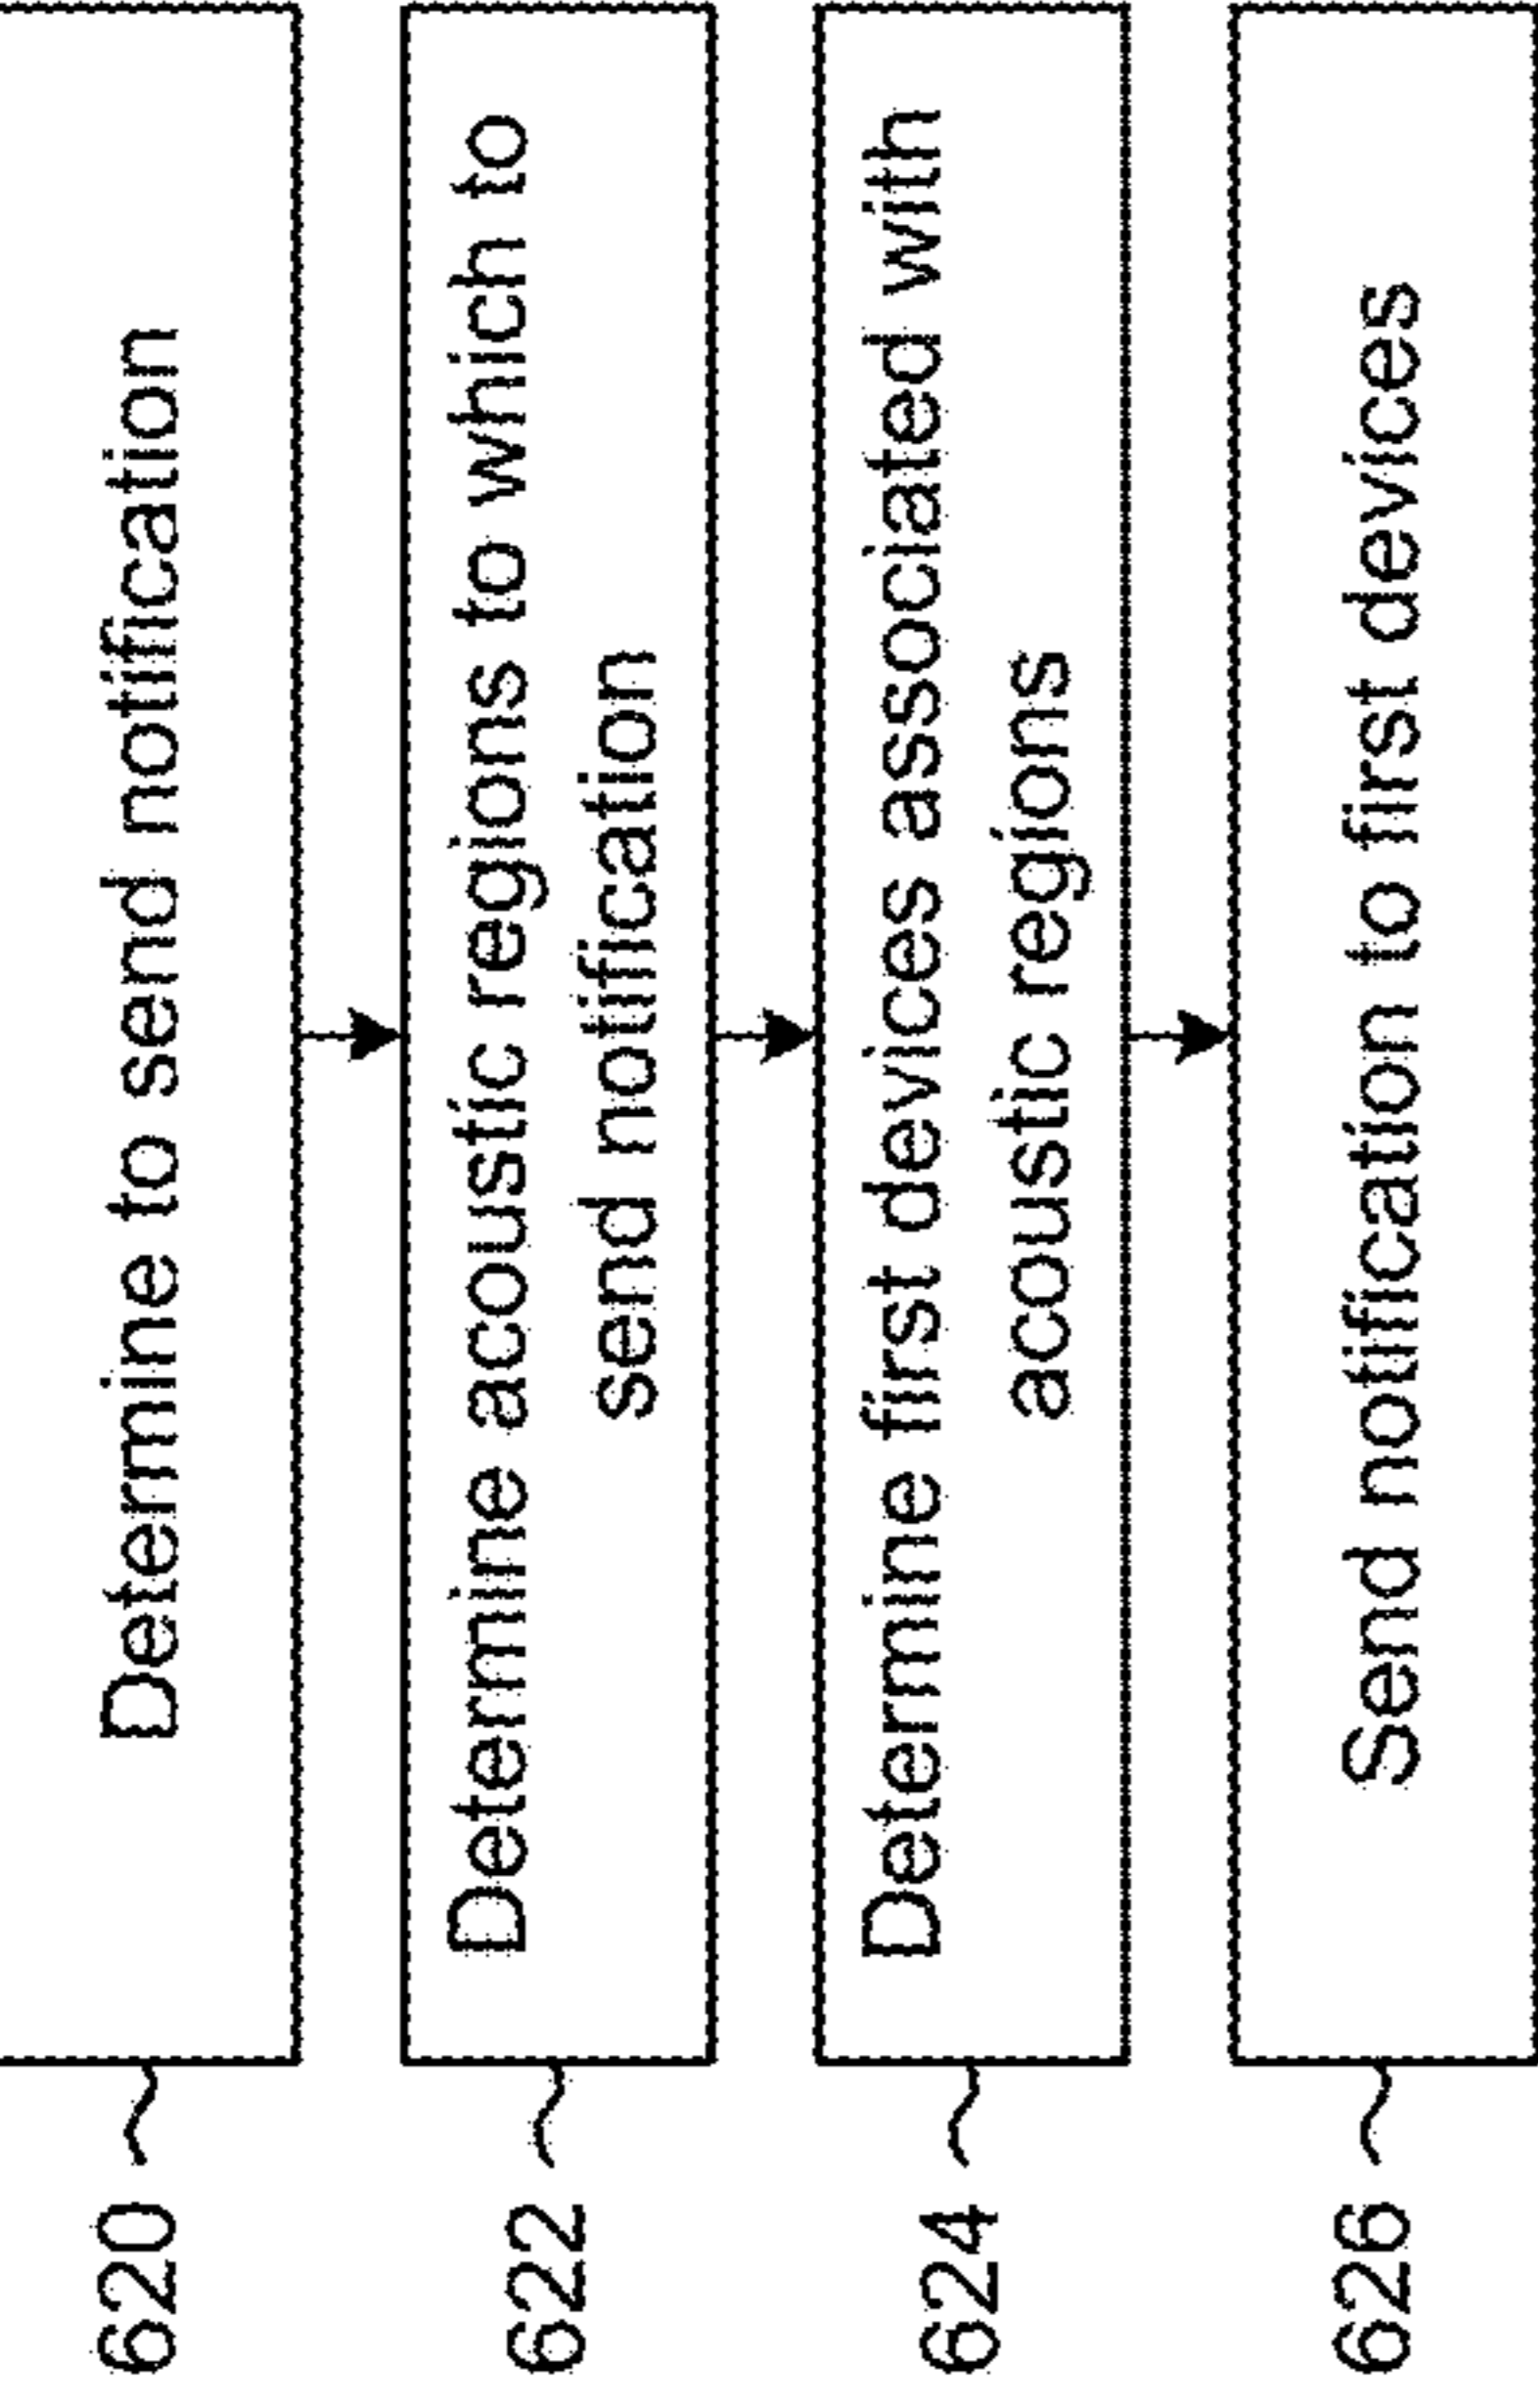 620
Determine to send notification
622
Determine acoustic regions to which to
send notification
624
Determine first devices associated with
acoustic regions
626
Send notification to first devices